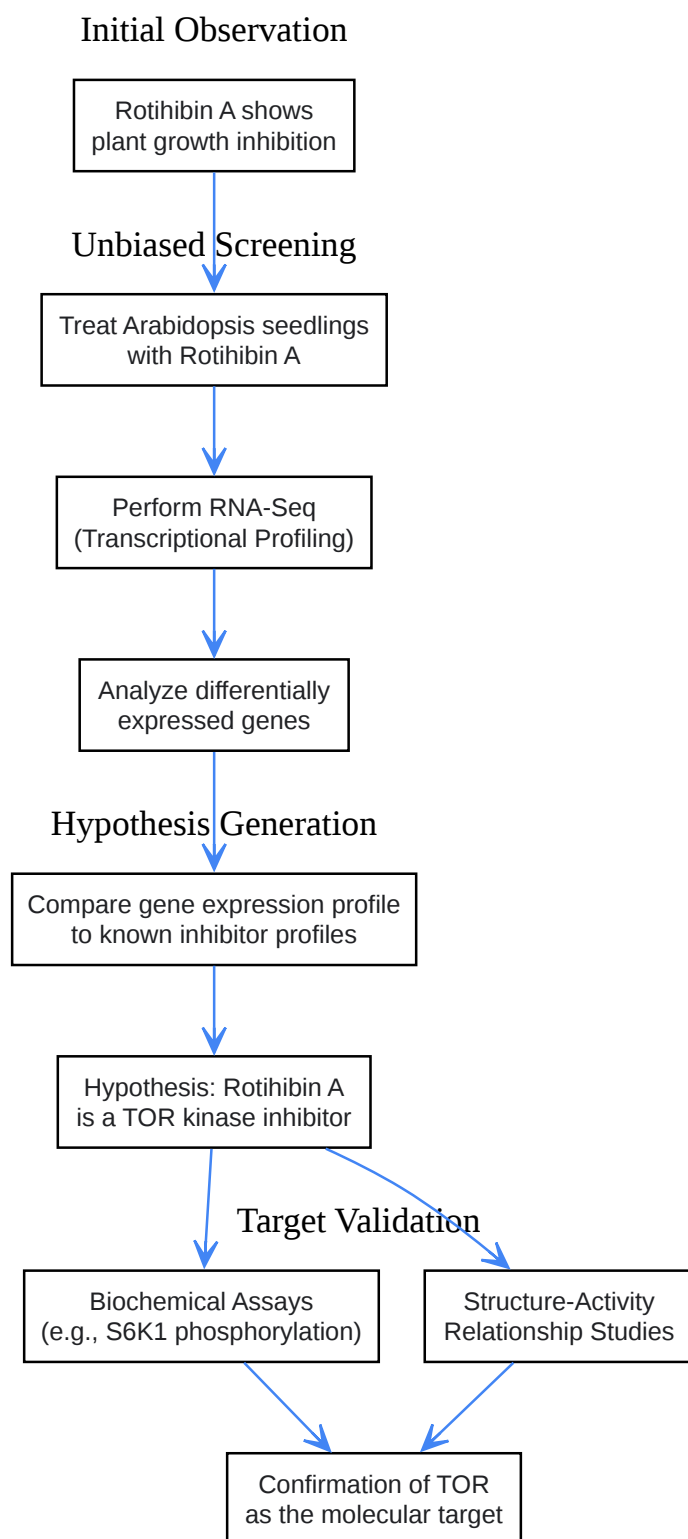 Initial Observation
Rotihibin A shows
plant growth inhibition
Unbiased Screening
Treat Arabidopsis seedlings
with Rotihibin A
Perform RNA-Seq
(Transcriptional Profiling)
Analyze differentially
expressed genes
Hypothesis Generation
Compare gene expression profile
to known inhibitor profiles
Hypothesis: Rotihibin A
is a TOR kinase inhibitor
Target Validation
Biochemical Assays
(e.g., S6K1 phosphorylation)
Structure-Activity
Relationship Studies
Confirmation of TOR
as the molecular target